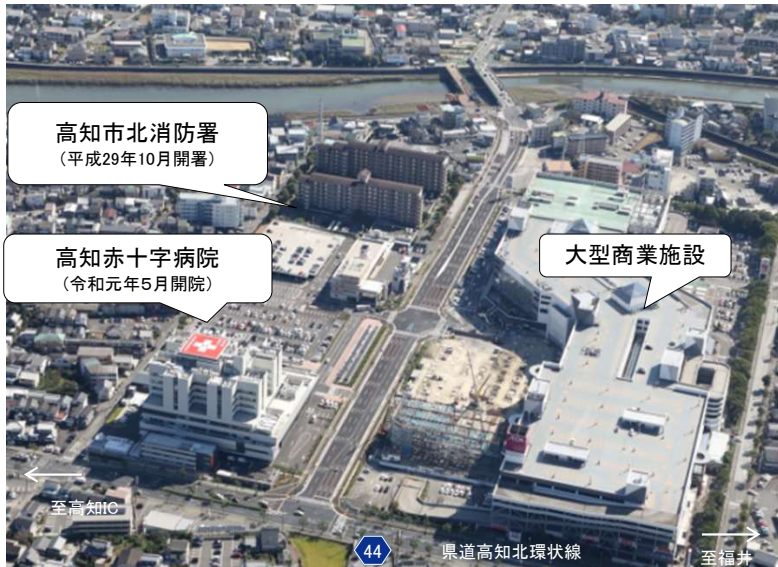 高知市北消防署
（平成29年10月開署）
高知赤十字病院
（令和元年５月開院）
大型商業施設
至高知IC
44
県道高知北環状線
至福井